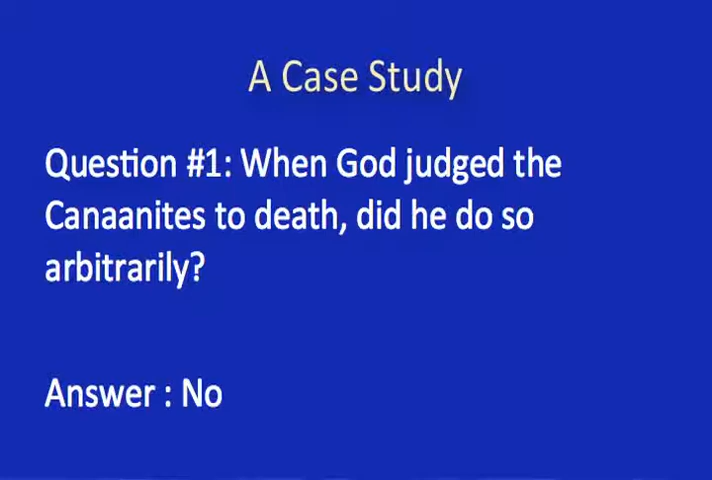 A Case Study
Question #1: When God judged the
Canaanites to death, did he do so
arbitrarily?
Answer : No